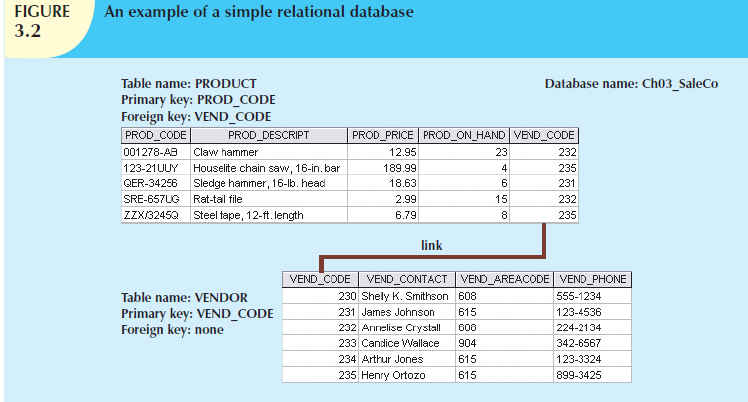 FIGURE 3.2
An example of a simple relational database
Table name: PRODUCT
Database name: Ch03_SaleCo
Primary key: PROD_CODE
Foreign key: VEND_CODE
PROD_CODE PROD_DESCRIPT PROD_PRICE PROD_ON_HAND VEND_CODE
001278-AB Claw hammer 12.95 23 232
123-21UUY Houselite chain saw, 16-in. bar 189.99 4 235
QER-34256 Sledge hammer, 16-lb. head 18.63 6 231
SRE-657UG Rat-tail file 2.99 15 232
ZZX/3245Q Steel tape, 12-ft. length 6.79 8 235
link
Table name: VENDOR
Primary key: VEND_CODE
Foreign key: none
VEND_CODE VEND_CONTACT VEND_AREACODE VEND_PHONE
230 Shelly K. Smithson 608 555-1234
231 James Johnson 615 123-4536
232 Annelise Crystall 608 224-2134
233 Candice Wallace 904 342-6567
234 Arthur Jones 615 123-3324
235 Henry Ortozo 615 899-3425